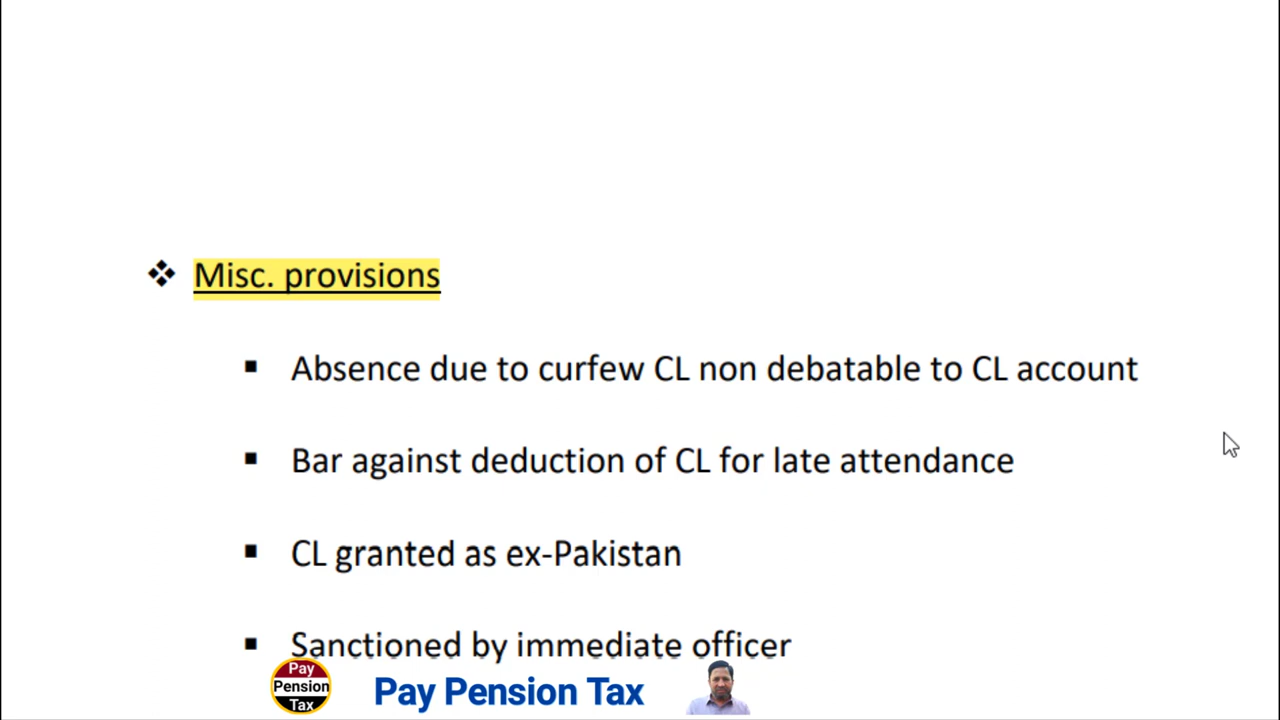 ❖ Misc. provisions
▪ Absence due to curfew CL non debatable to CL account
▪ Bar against deduction of CL for late attendance
▪ CL granted as ex-Pakistan
▪ Sanctioned by immediate officer
Pay
Pension
Tax
Pay Pension Tax